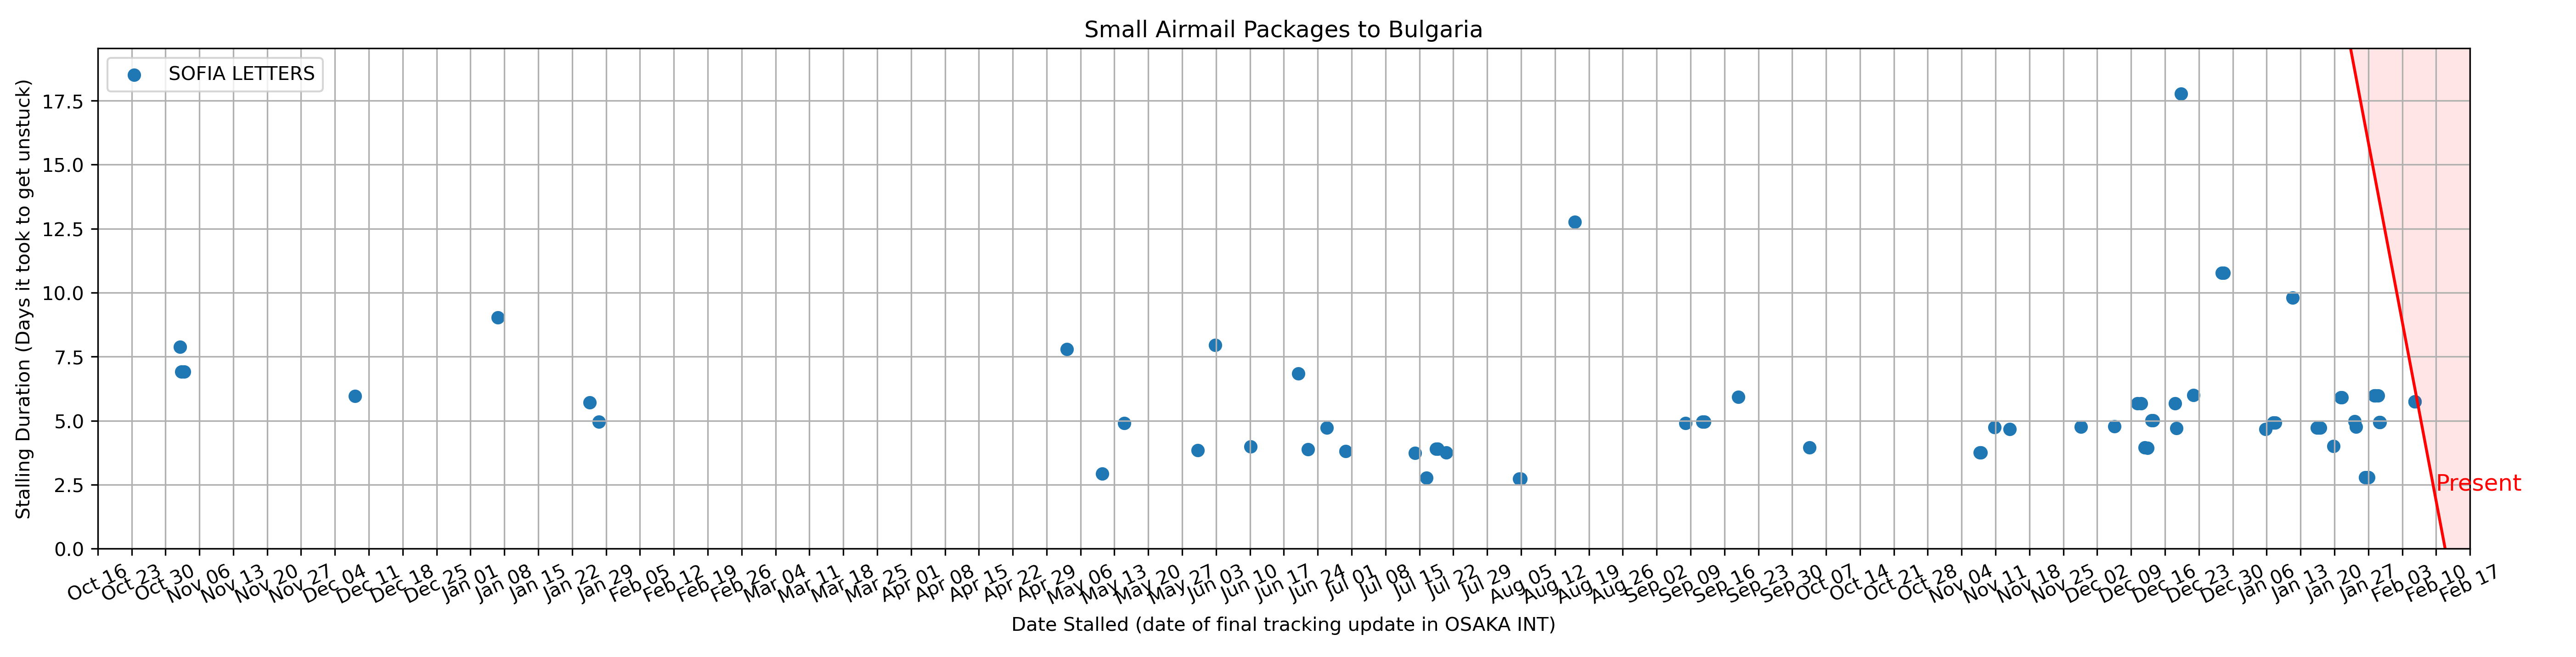 Small Airmail Packages to Bulgaria
SOFIA LETTERS
Stalling Duration (Days it took to get unstuck)
17.5
15.0
12.5
10.0
7.5
5.0
2.5
0.0
Present
Oct 16 Oct 23 Oct 30 Nov 06 Nov 13 Nov 20 Nov 27 Dec 04 Dec 11 Dec 18 Dec 25 Jan 01 Jan 08 Jan 15 Jan 22 Jan 29 Feb 05 Feb 12 Feb 19 Feb 26 Mar 04 Mar 11 Mar 18 Mar 25 Apr 01 Apr 08 Apr 15 Apr 22 Apr 29 May 06 May 13 May 20 May 27 Jun 03 Jun 10 Jun 17 Jun 24 Jul 01 Jul 08 Jul 15 Jul 22 Jul 29 Aug 05 Aug 12 Aug 19 Aug 26 Sep 02 Sep 09 Sep 16 Sep 23 Sep 30 Oct 07 Oct 14 Oct 21 Oct 28 Nov 04 Nov 11 Nov 18 Nov 25 Dec 02 Dec 09 Dec 16 Dec 23 Dec 30 Jan 06 Jan 13 Jan 20 Jan 27 Feb 03 Feb 10 Feb 17
Date Stalled (date of final tracking update in OSAKA INT)